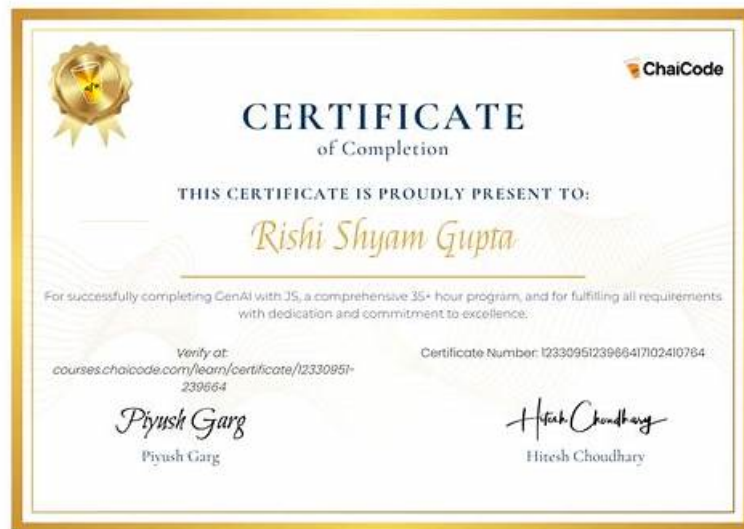 ChaiCode
CERTIFICATE
of Completion
THIS CERTIFICATE IS PROUDLY PRESENT TO:
Rishi Shyam Gupta
For successfully completing GenAI with JS, a comprehensive 35+ hour program, and for fulfilling all requirements
with dedication and commitment to excellence.
Verify at:
courses.chaicode.com/learn/certificate/12330951-
239664
Certificate Number: 123309512396641710241​0764
Piyush Garg
Piyush Garg
Hitesh Choudhary
Hitesh Choudhary